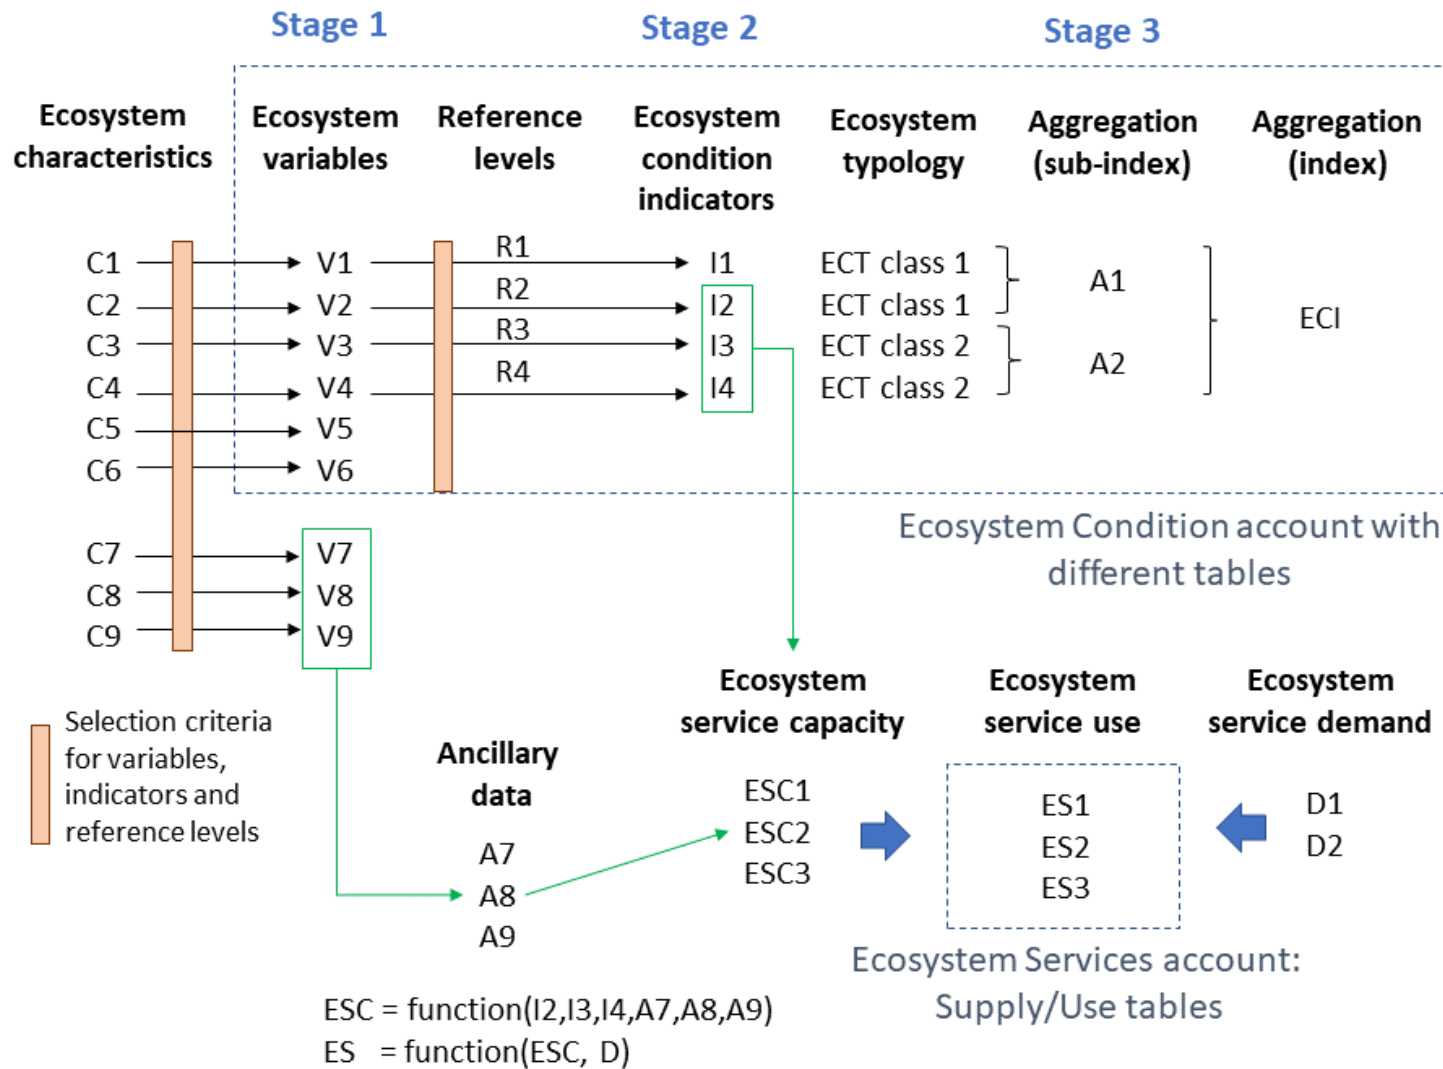 Stage 1
Stage 2
Stage 3
Ecosystem
characteristics
Ecosystem
variables
Reference
levels
Ecosystem
condition
indicators
Ecosystem
typology
Aggregation
(sub-index)
Aggregation
(index)
C1
V1
R1
I1
ECT class 1
C2
V2
R2
I2
ECT class 1
A1
C3
V3
R3
I3
ECT class 2
ECI
C4
V4
R4
I4
ECT class 2
A2
C5
V5
C6
V6
Ecosystem Condition account with
different tables
C7
V7
C8
V8
C9
V9
Selection criteria
for variables,
indicators and
reference levels
Ancillary
data
A7
A8
A9
Ecosystem
service capacity
ESC1
ESC2
ESC3
Ecosystem
service use
ES1
ES2
ES3
Ecosystem
service demand
D1
D2
Ecosystem Services account:
Supply/Use tables
ESC = function(I2,I3,I4,A7,A8,A9)
ES = function(ESC, D)